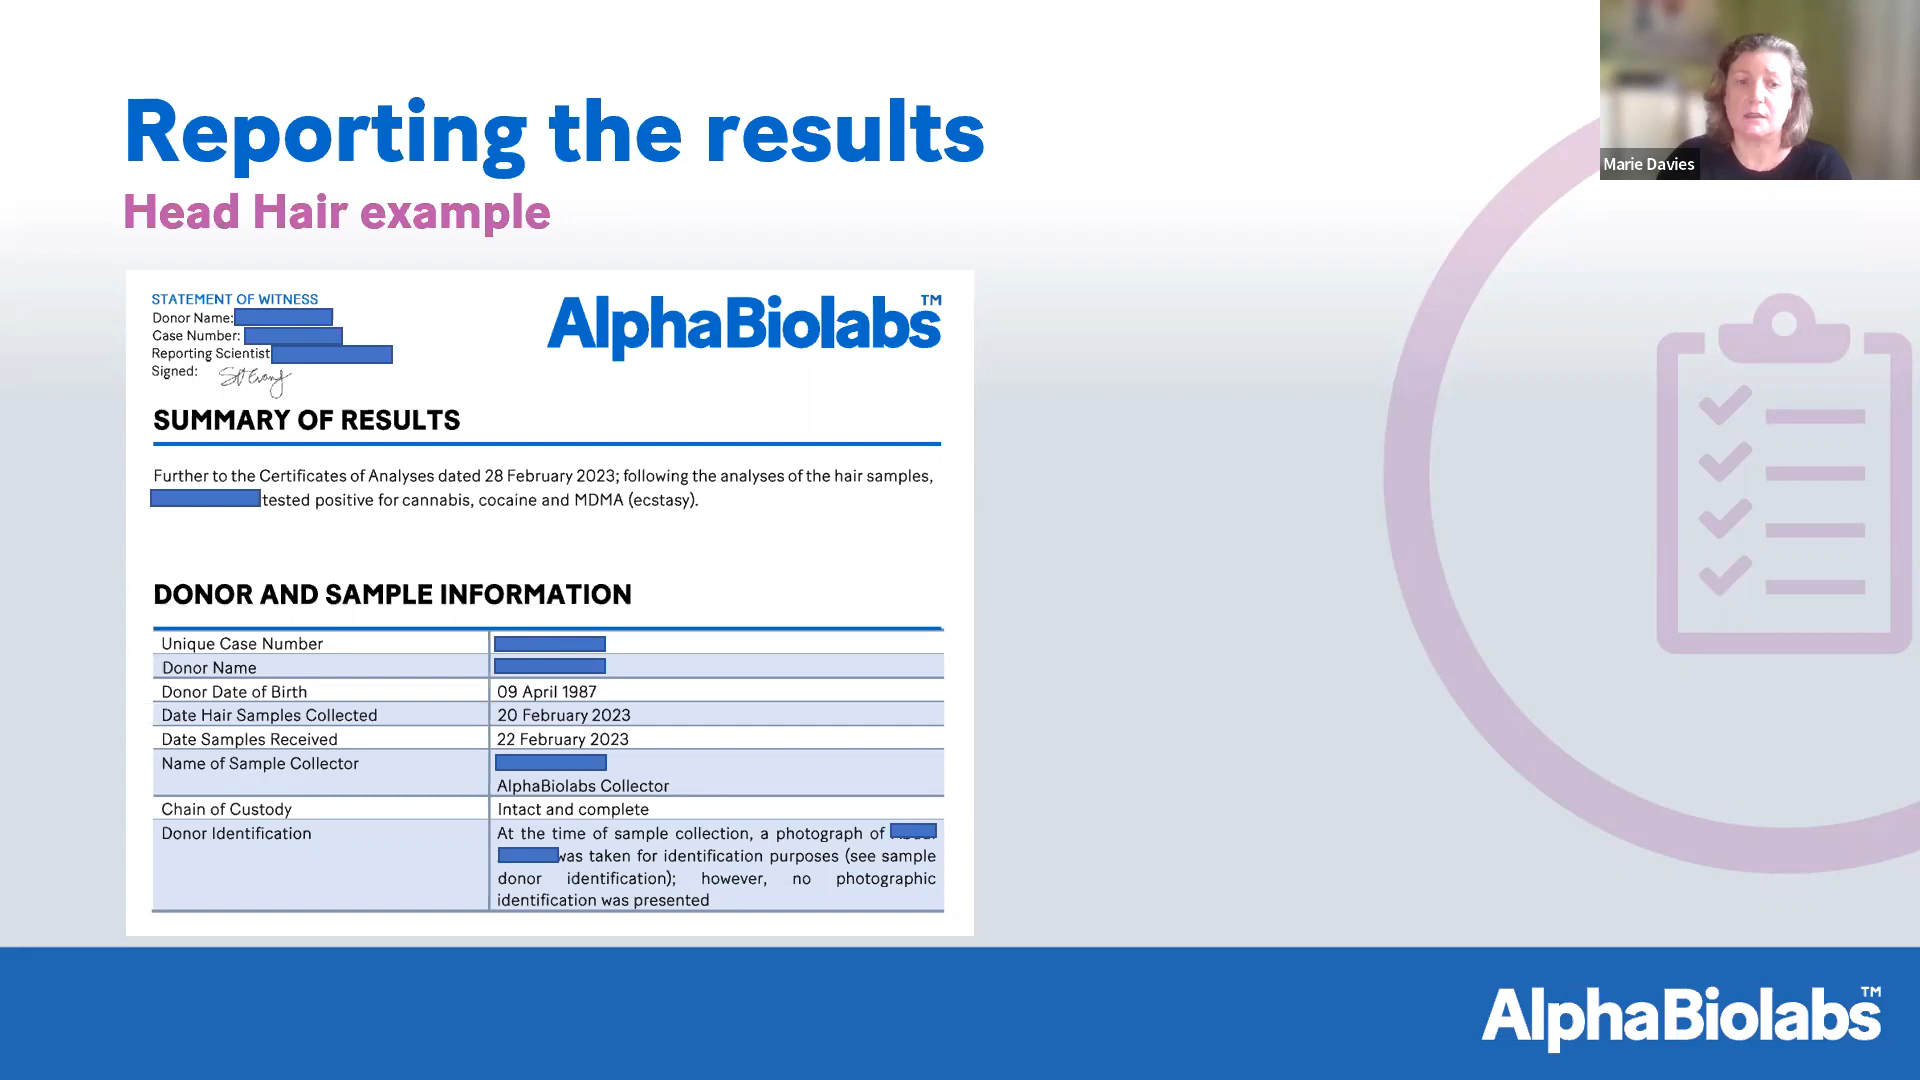 Reporting the results
Head Hair example
Marie Davies
STATEMENT OF WITNESS
Donor Name:
Case Number:
Reporting Scientist
Signed:
AlphaBiolabs™
SUMMARY OF RESULTS
Further to the Certificates of Analyses dated 28 February 2023; following the analyses of the hair samples,
tested positive for cannabis, cocaine and MDMA (ecstasy).
DONOR AND SAMPLE INFORMATION
Unique Case Number
Donor Name
Donor Date of Birth 09 April 1987
Date Hair Samples Collected 20 February 2023
Date Samples Received 22 February 2023
Name of Sample Collector
AlphaBiolabs Collector
Chain of Custody Intact and complete
Donor Identification At the time of sample collection, a photograph of
was taken for identification purposes (see sample
donor identification); however, no photographic
identification was presented
AlphaBiolabs™